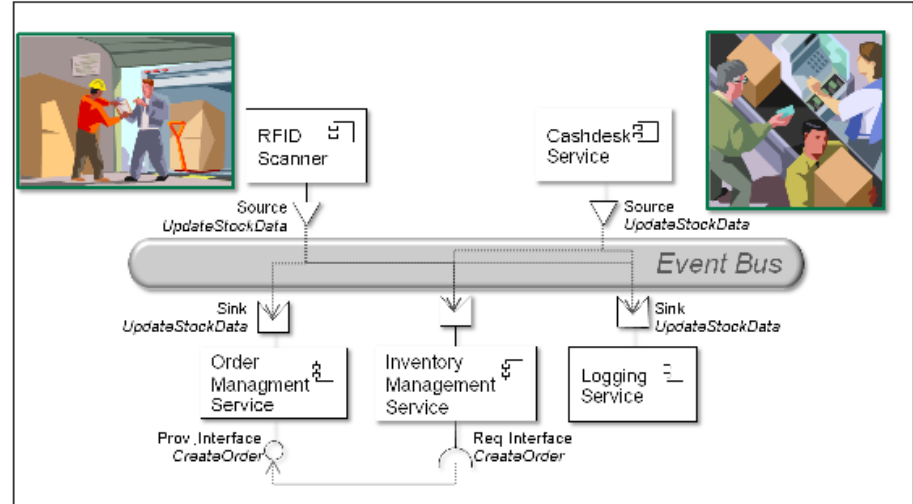 RFID
Scanner
Cashdesk
Service
Source
UpdateStockData
Source
UpdateStockData
Event Bus
Sink
UpdateStockData
Sink
UpdateStockData
Order
Managment
Service
Inventory
Management
Service
Logging
Service
Prov.Interface
CreateOrder
Req Interface
CreateOrder